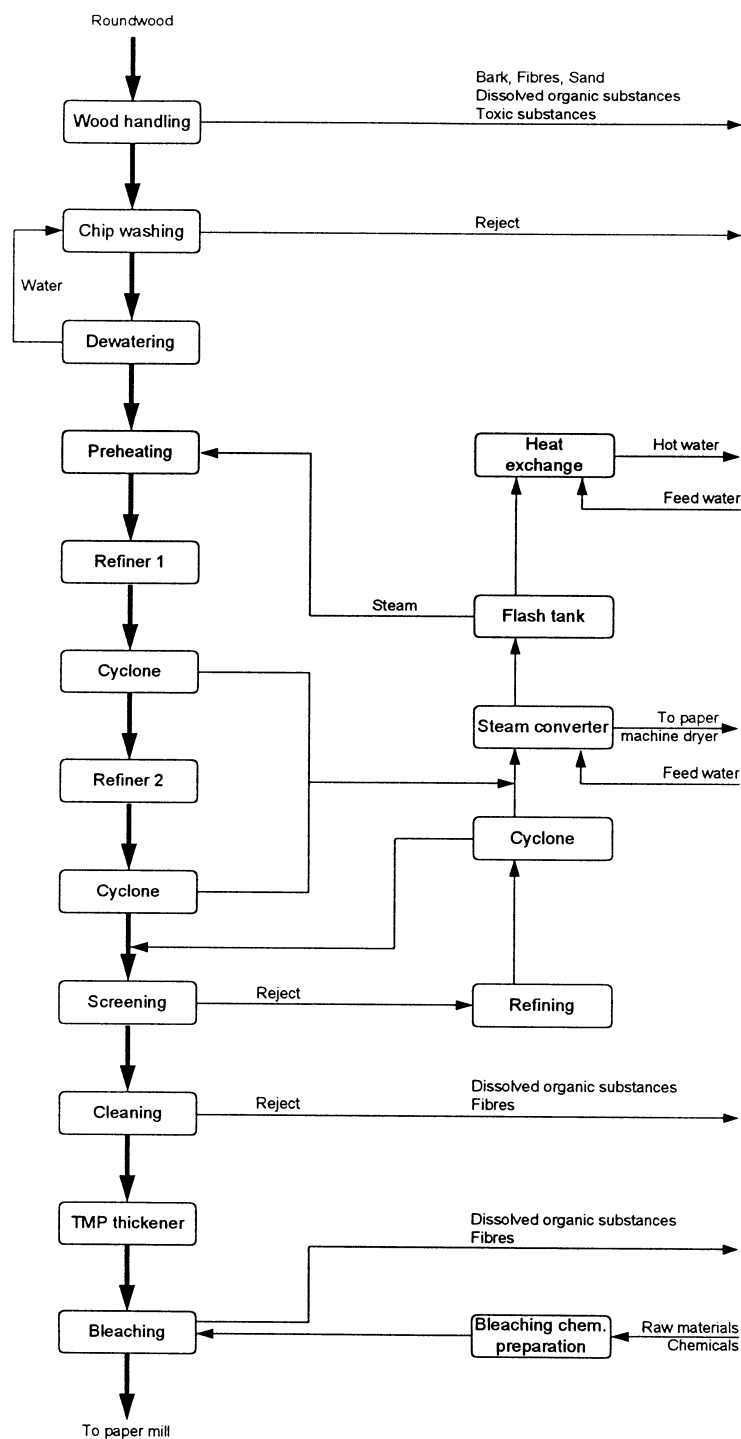 Roundwood
Bark, Fibres, Sand
Dissolved organic substances
Toxic substances
Wood handling
Chip washing
Reject
Water
Dewatering
Preheating
Heat
exchange
Hot water
Feed water
Refiner 1
Steam
Flash tank
Cyclone
Steam converter
To paper
machine dryer
Refiner 2
Feed water
Cyclone
Cyclone
Screening
Reject
Refining
Cleaning
Reject
Dissolved organic substances
Fibres
TMP thickener
Dissolved organic substances
Fibres
Bleaching
Bleaching chem.
preparation
Raw materials
Chemicals
To paper mill